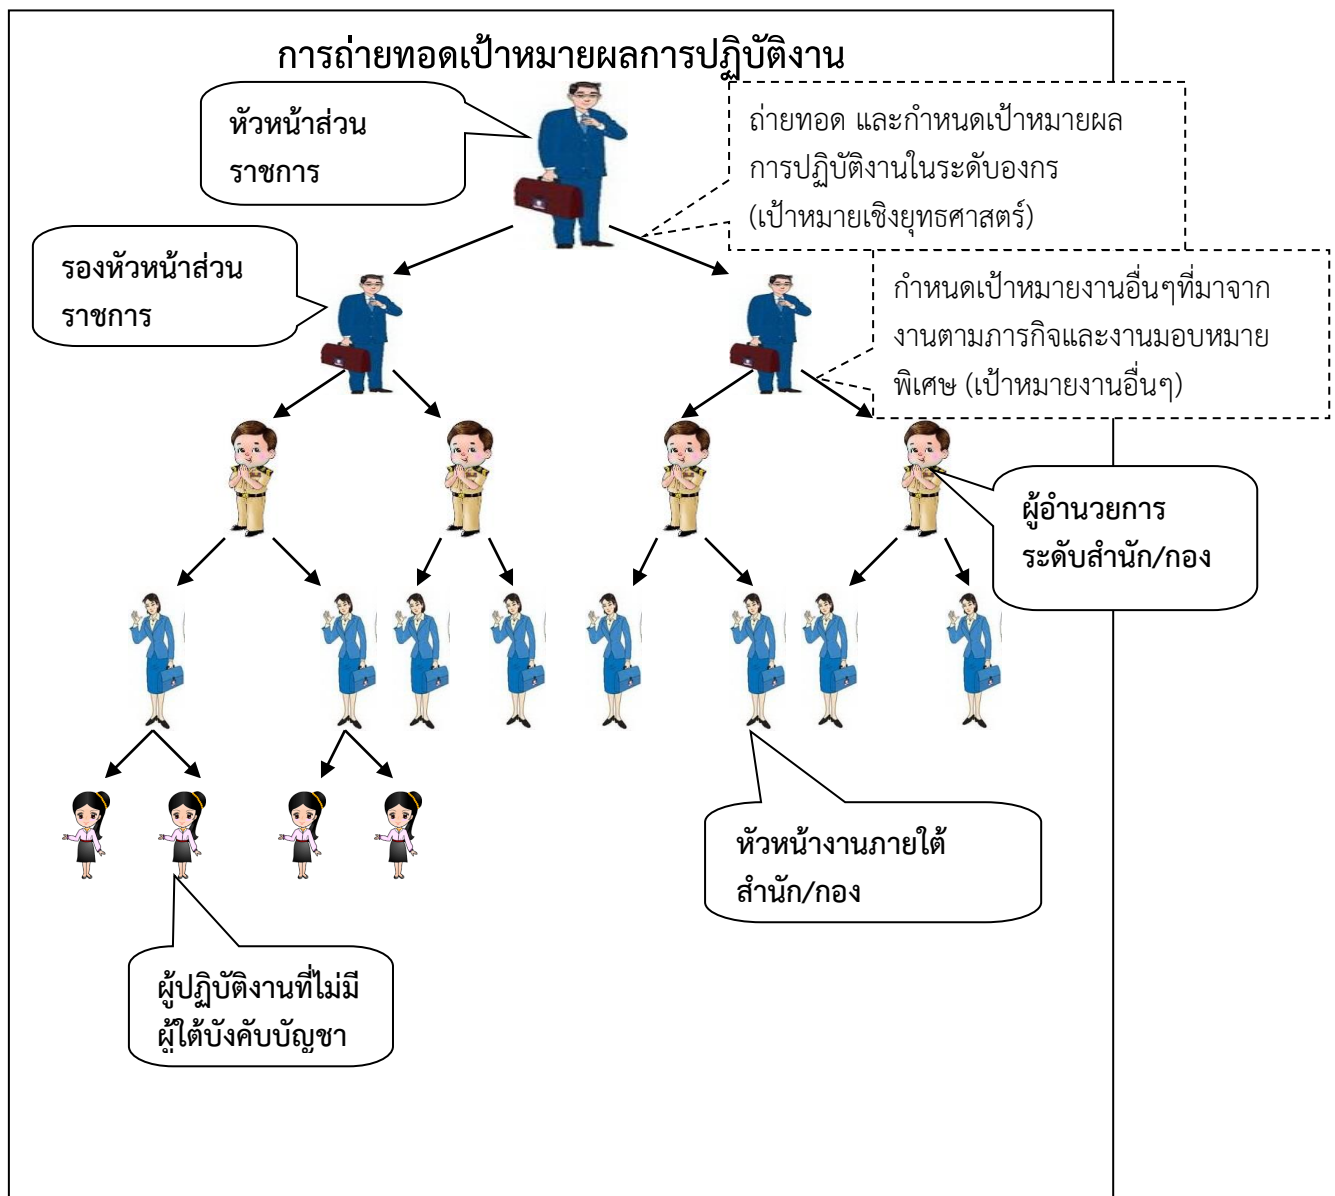 การถ่ายทอดเป้าหมายผลการปฏิบัติงาน
หัวหน้าส่วน
ราชการ
ถ่ายทอด และกำหนดเป้าหมายผล
การปฏิบัติงานในระดับองกร
(เป้าหมายเชิงยุทธศาสตร์)
รองหัวหน้าส่วน
ราชการ
กำหนดเป้าหมายงานอื่นๆที่มาจาก
งานตามภารกิจและงานมอบหมาย
พิเศษ (เป้าหมายงานอื่นๆ)
ผู้อำนวยการ
ระดับสำนัก/กอง
หัวหน้างานภายใต้
สำนัก/กอง
ผู้ปฏิบัติงานที่ไม่มี
ผู้ใต้บังคับบัญชา